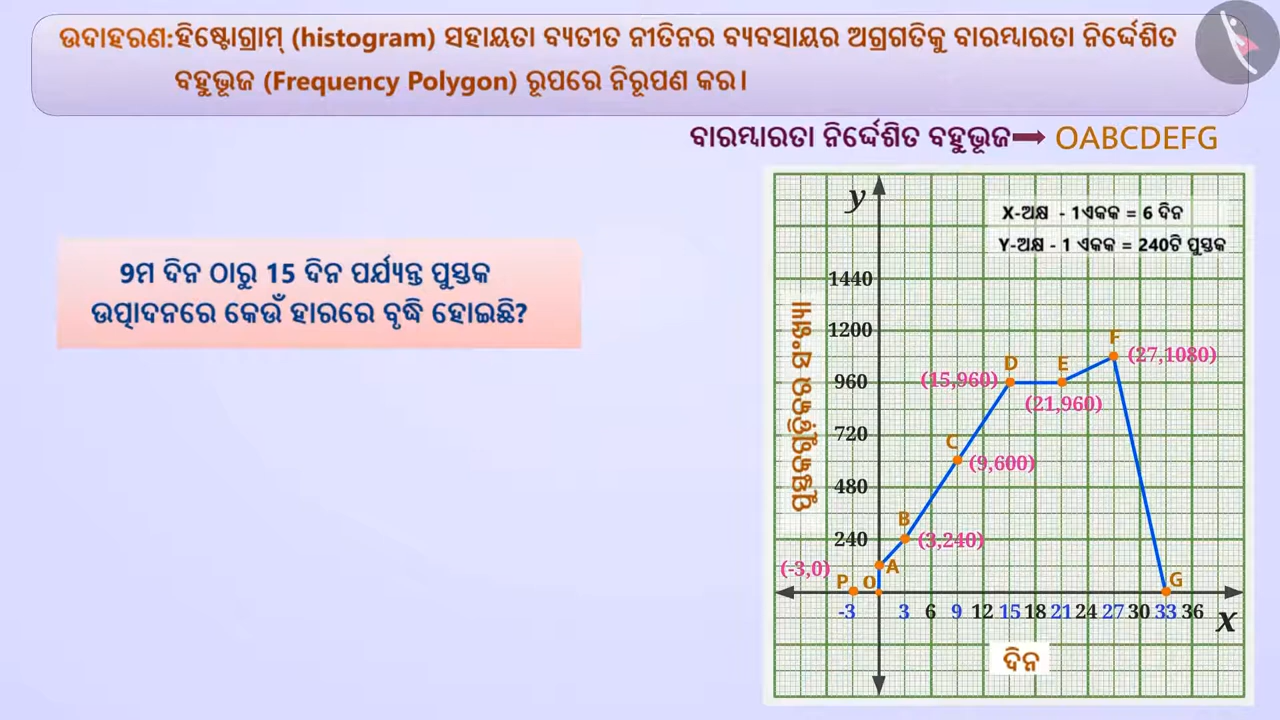 ଉଦାହରଣ:ହିଷ୍ଟୋଗ୍ରାମ୍ (histogram) ସହାୟତା ବ୍ୟତୀତ ନୀତିନର ବ୍ୟବସାୟର ଅଗ୍ରଗତିକୁ ବାରମ୍ବାରତା ନିର୍ଦ୍ଦେଶିତ
ବହୁଭୂଜ (Frequency Polygon) ରୂପରେ ନିରୂପଣ କର।
ବାରମ୍ବାରତା ନିର୍ଦ୍ଦେଶିତ ବହୁଭୂଜ➡ OABCDEFG
9ମ ଦିନ ଠାରୁ 15 ଦିନ ପର୍ଯ୍ୟନ୍ତ ପୁସ୍ତକ
ଉତ୍ପାଦନରେ କେଉଁ ହାରରେ ବୃଦ୍ଧି ହୋଇଛି?
y
X-ଅକ୍ଷ - 1ଏକକ = 6 ଦିନ
Y-ଅକ୍ଷ - 1 ଏକକ = 240ଟି ପୁସ୍ତକ
1440
1200
960
720
480
240
ପୁସ୍ତକଗୁଡ଼ିକର ସଂଖ୍ୟା
F
(27,1080)
D
E
(15,960)
(21,960)
C
(9,600)
B
(3,240)
A
(-3,0)
P
O
G
-3 3 6 9 12 15 18 21 24 27 30 33 36
x
ଦିନ